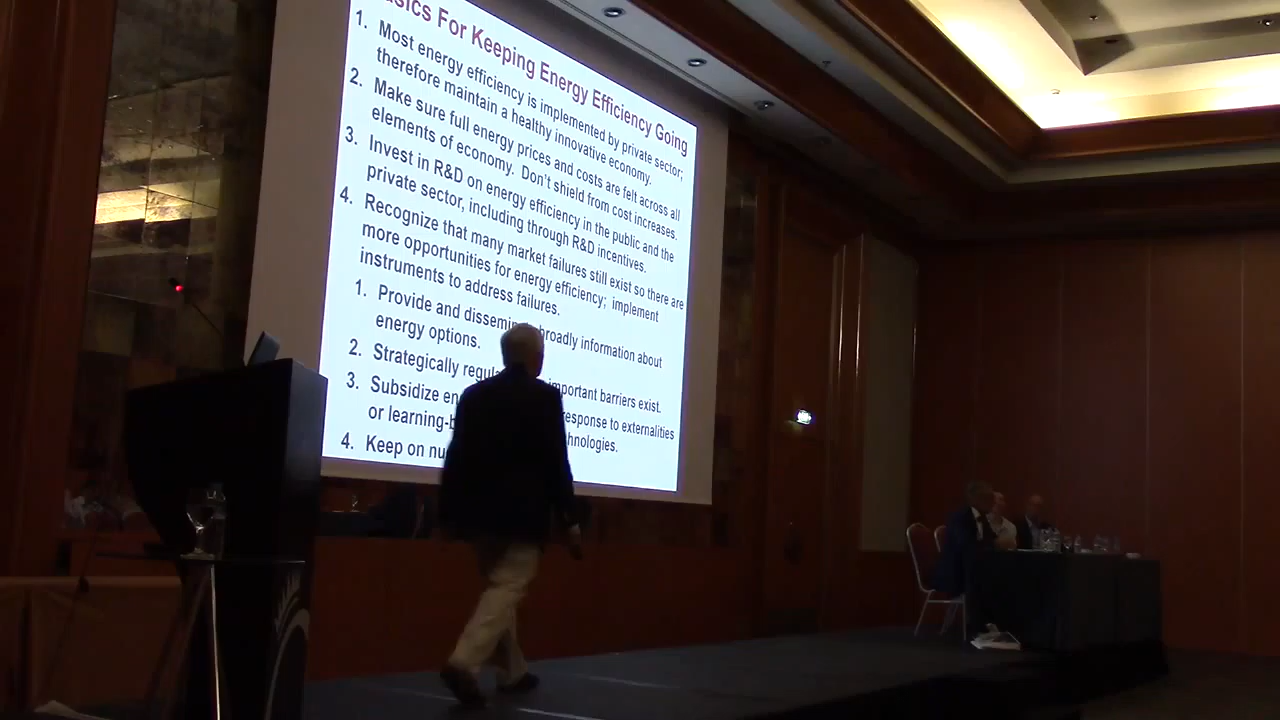 Basics For Keeping Energy Efficiency Going
1. Most energy efficiency is implemented by private sector;
therefore maintain a healthy innovative economy.
2. Make sure full energy prices and costs are felt across all
elements of economy. Don't shield from cost increases.
3. Invest in R&D on energy efficiency in the public and the
private sector, including through R&D incentives.
4. Recognize that many market failures still exist so there are
more opportunities for energy efficiency; implement
instruments to address failures.
1. Provide and dissemin broadly information about
energy options.
2. Strategically regul important barriers exist.
3. Subsidize en response to externalities
or learning-b hnologies.
4. Keep on nu